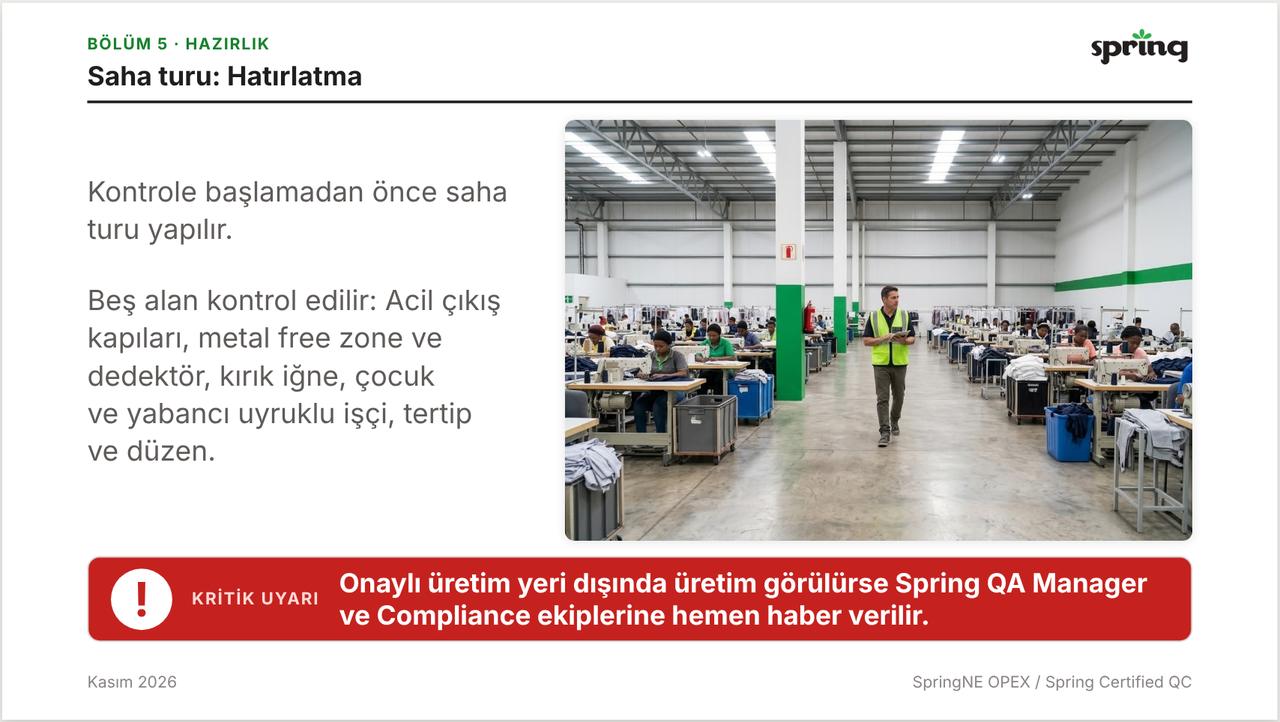 BÖLÜM 5 · HAZIRLIK
spring
Saha turu: Hatırlatma
Kontrole başlamadan önce saha
turu yapılır.
Beş alan kontrol edilir: Acil çıkış
kapıları, metal free zone ve
dedektör, kırık iğne, çocuk
ve yabancı uyruklu işçi, tertip
ve düzen.
!
KRİTİK UYARI
Onaylı üretim yeri dışında üretim görülürse Spring QA Manager
ve Compliance ekiplerine hemen haber verilir.
Kasım 2026
SpringNE OPEX / Spring Certified QC